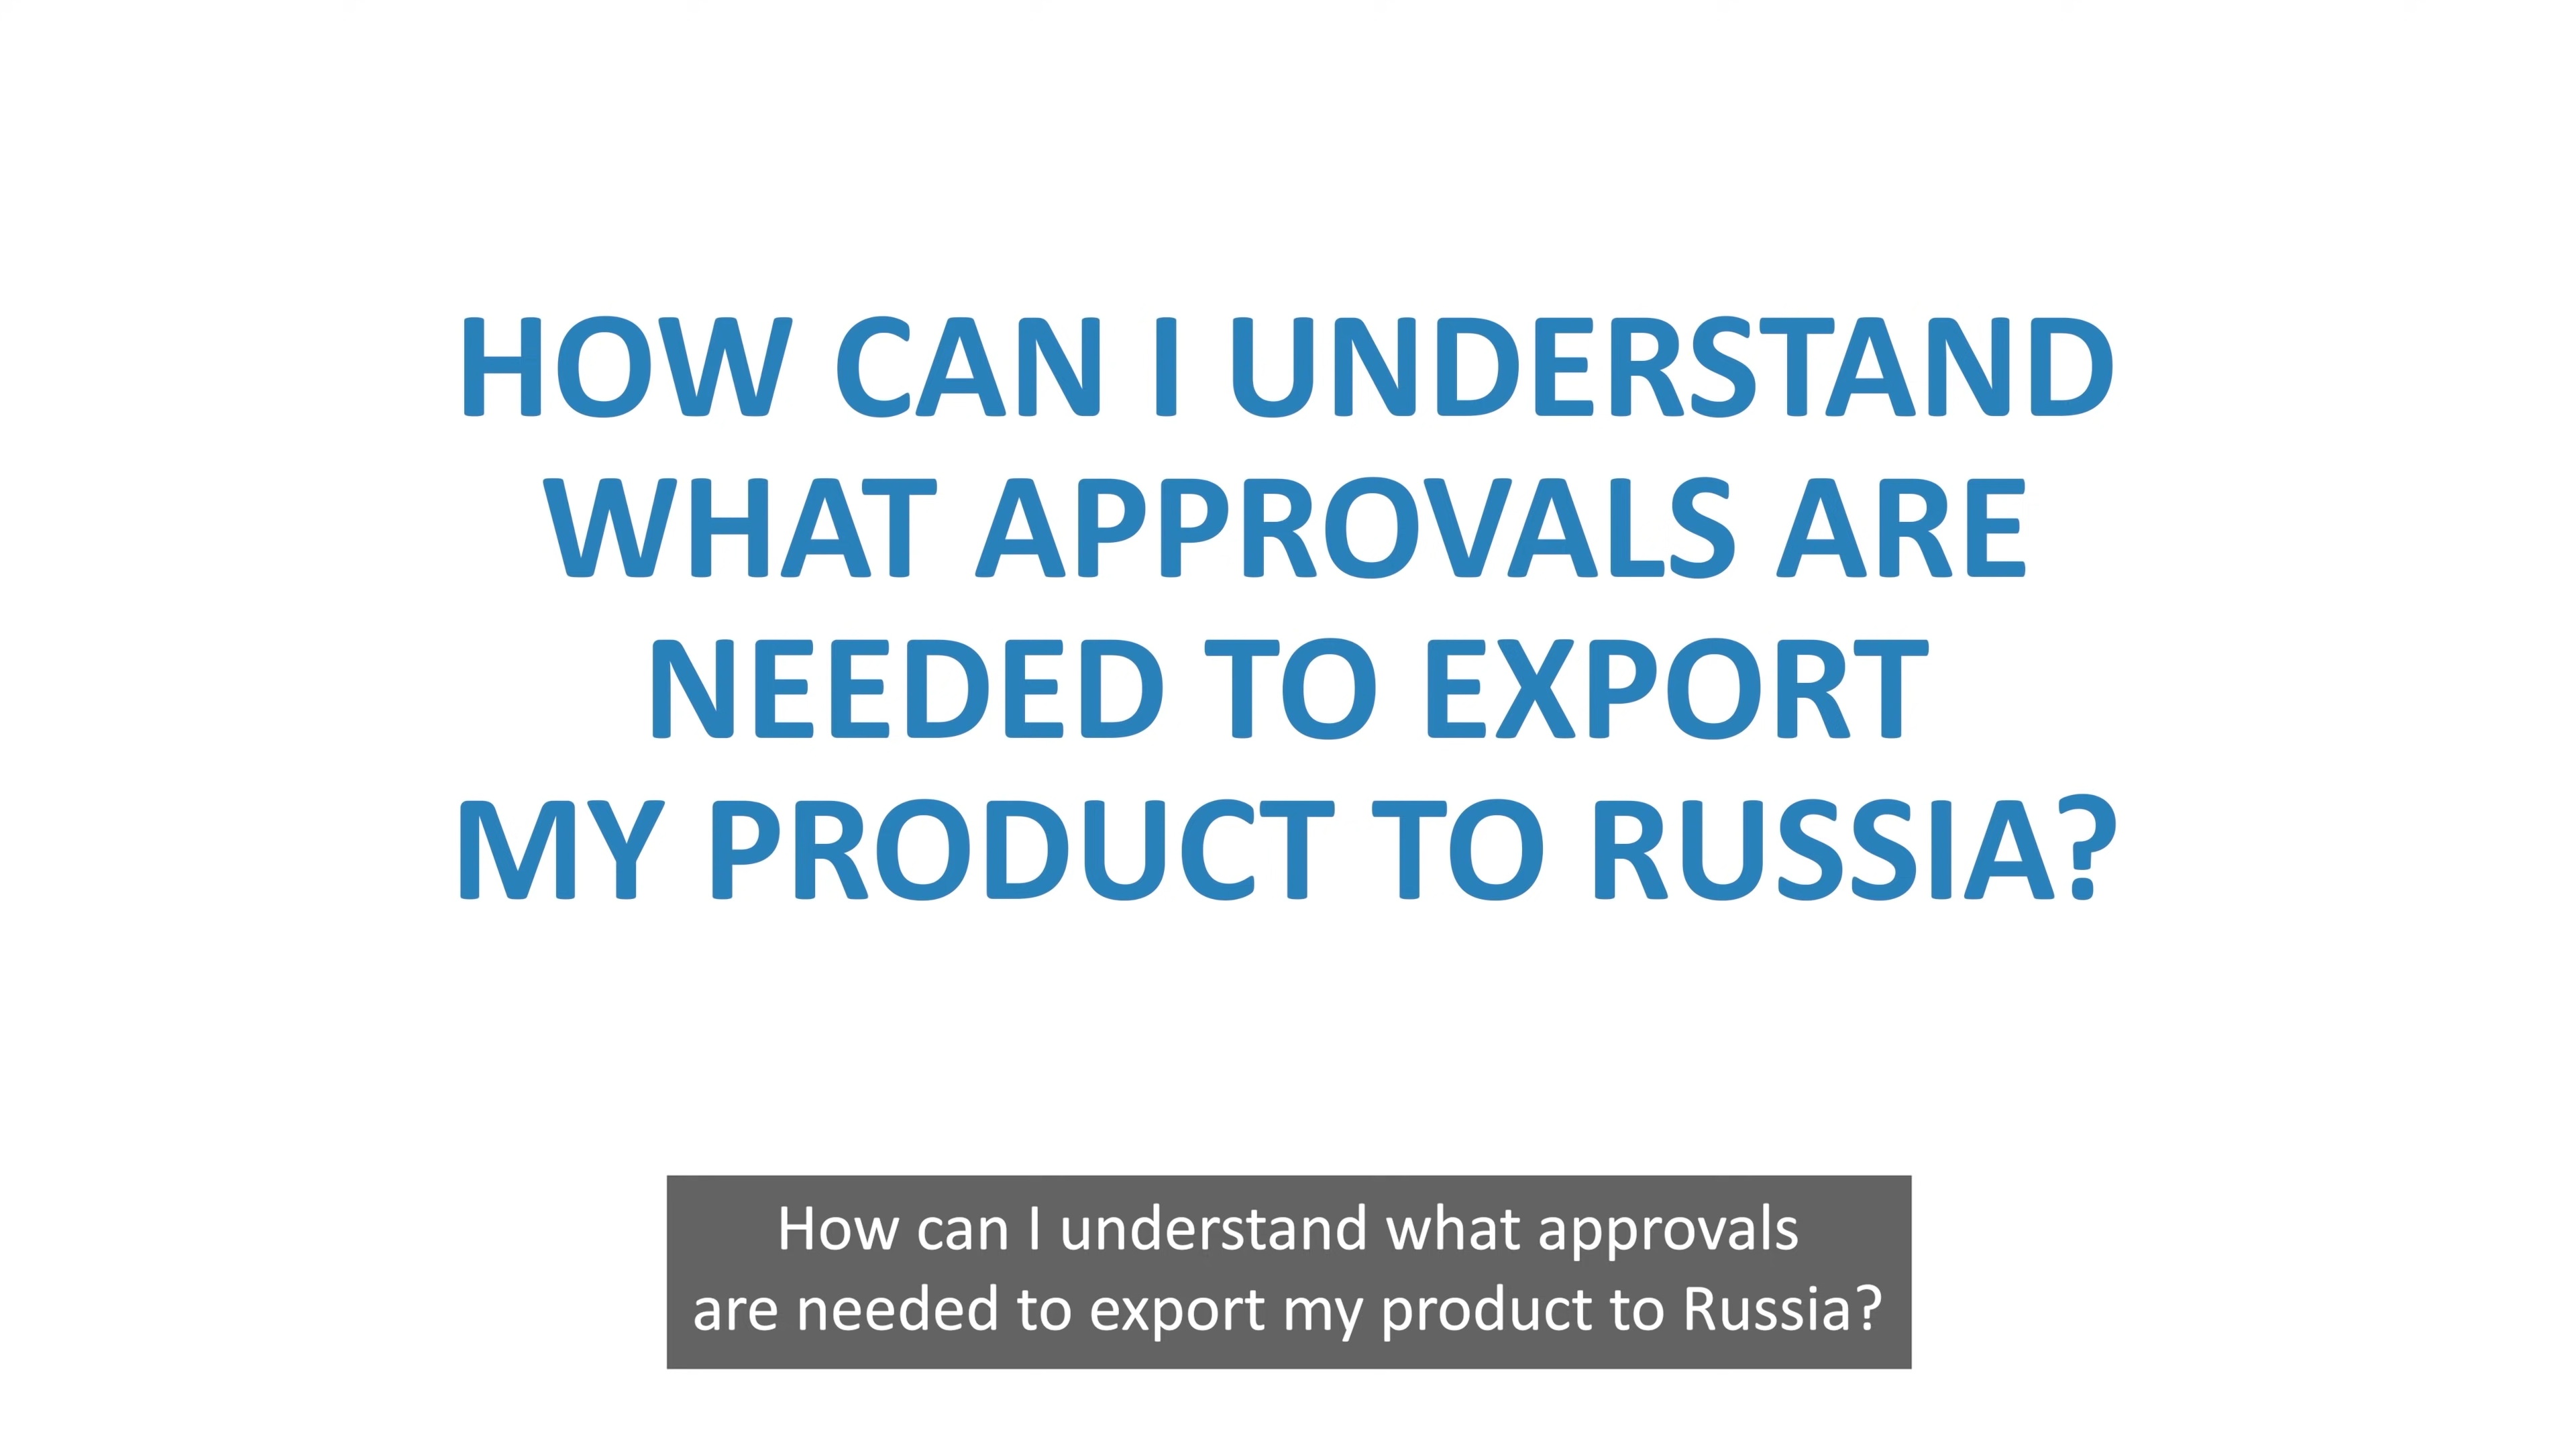 HOW CAN I UNDERSTAND
WHAT APPROVALS ARE
NEEDED TO EXPORT
MY PRODUCT TO RUSSIA?
How can I understand what approvals
are needed to export my product to Russia?